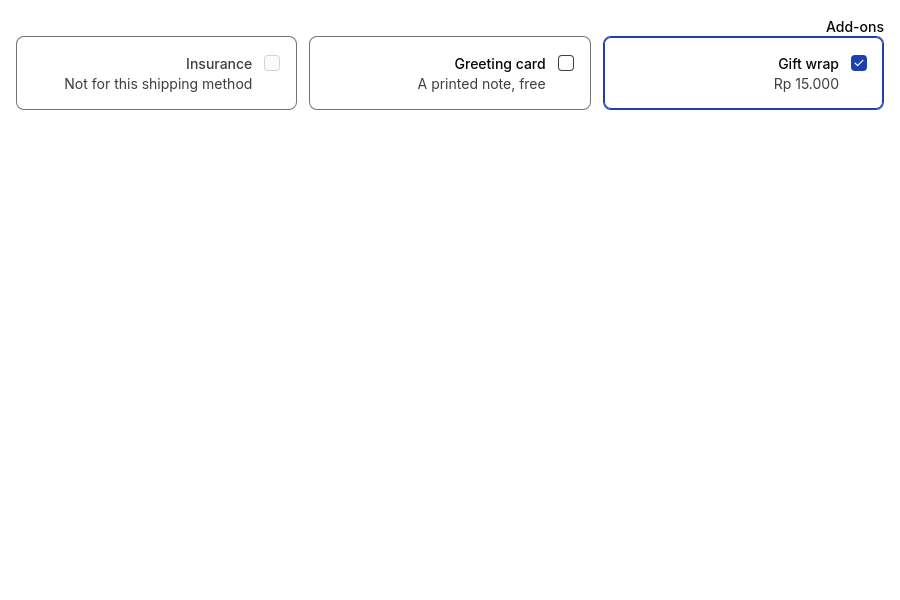 Add-ons
Gift wrap
Rp 15.000
Greeting card
A printed note, free
Insurance
Not for this shipping method